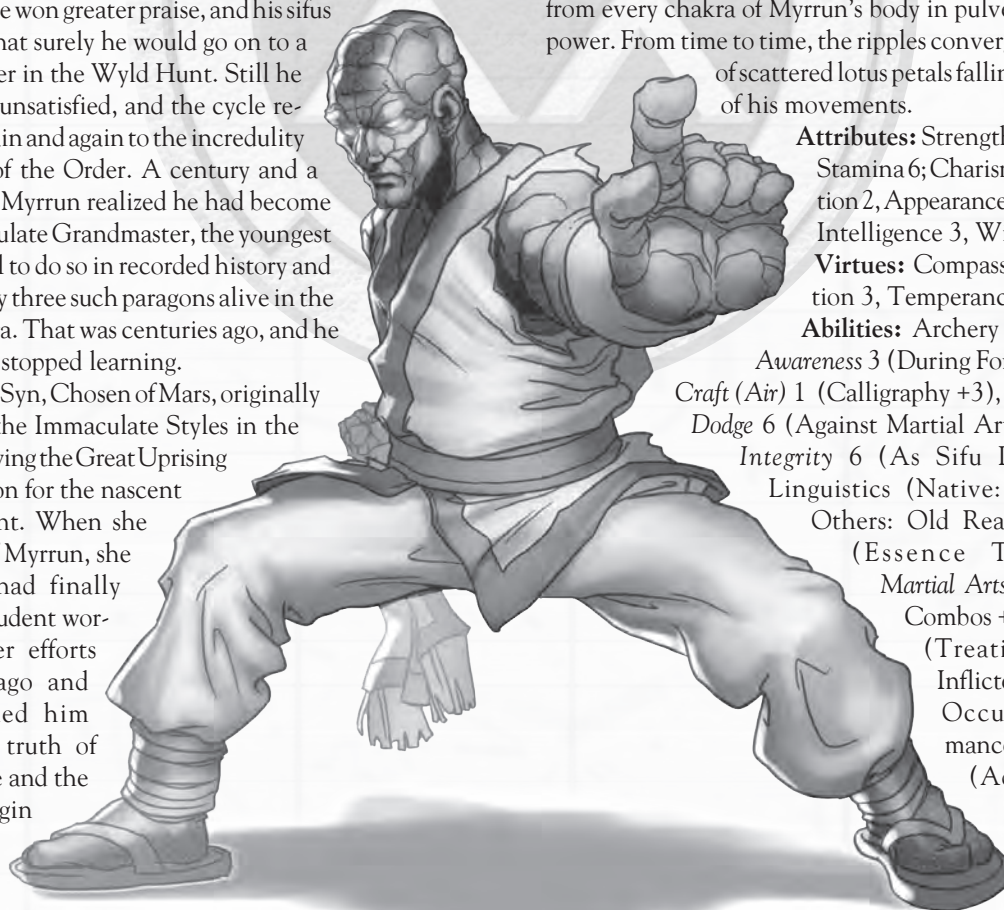 e won greater praise, and his sifus
hat surely he would go on to a
er in the Wyld Hunt. Still he
unsatisfied, and the cycle re-
in and again to the incredulity
of the Order. A century and a
Myrrun realized he had become
ulate Grandmaster, the youngest
l to do so in recorded history and
y three such paragons alive in the
a. That was centuries ago, and he
stopped learning.
Syn, Chosen of Mars, originally
the Immaculate Styles in the
ving the Great Uprising
on for the nascent
nt. When she
Myrrun, she
had finally
udent wor-
er efforts
ago and
ed him
truth of
e and the
gin
from every chakra of Myrrun's body in pulve
power. From time to time, the ripples conver
of scattered lotus petals fallin
of his movements.
Attributes: Strength
Stamina 6; Charism
tion 2, Appearance
Intelligence 3, Wi
Virtues: Compass
tion 3, Temperanc
Abilities: Archery
Awareness 3 (During For
Craft (Air) 1 (Calligraphy +3),
Dodge 6 (Against Martial Ar
Integrity 6 (As Sifu I
Linguistics (Native:
Others: Old Rea
(Essence T
Martial Arts
Combos +
(Treati
Inflicte
Occu
mance
(Ac